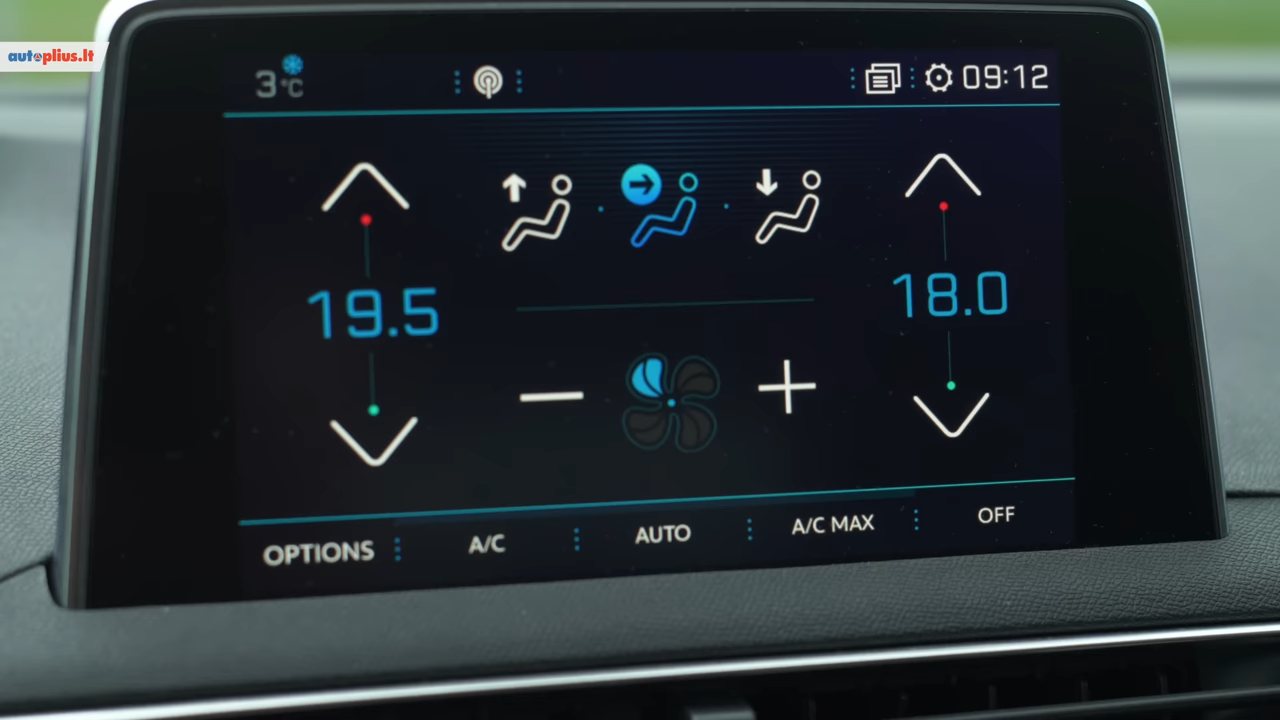 autoplius.lt
3°C
09:12
19.5
18.0
OPTIONS
A/C
AUTO
A/C MAX
OFF